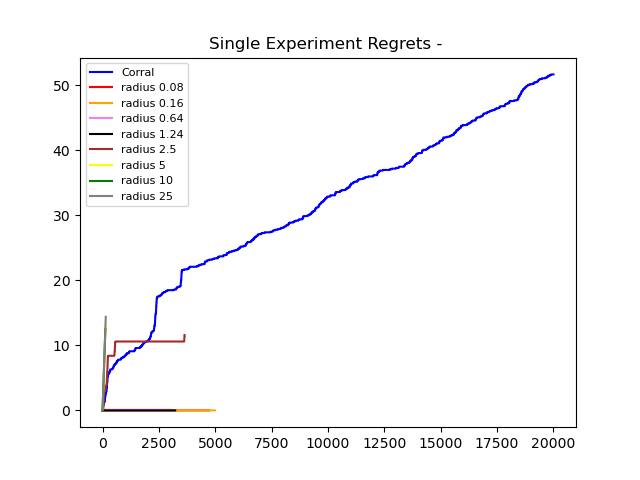 Single Experiment Regrets -
50
40
30
20
10
0
Corral
radius 0.08
radius 0.16
radius 0.64
radius 1.24
radius 2.5
radius 5
radius 10
radius 25
0 2500 5000 7500 10000 12500 15000 17500 20000